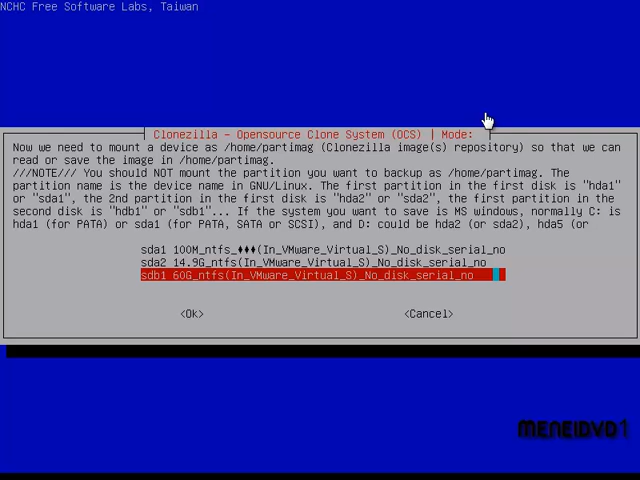 NCHC Free Software Labs, Taiwan
Clonezilla - Opensource Clone System (OCS) | Mode:
Now we need to mount a device as /home/partimag (Clonezilla image(s) repository) so that we can
read or save the image in /home/partimag.
///NOTE/// You should NOT mount the partition you want to backup as /home/partimag. The
partition name is the device name in GNU/Linux. The first partition in the first disk is "hda1"
or "sda1", the 2nd partition in the first disk is "hda2" or "sda2", the first partition in the
second disk is "hdb1" or "sdb1"... If the system you want to save is MS windows, normally C: is
hda1 (for PATA) or sda1 (for PATA, SATA or SCSI), and D: could be hda2 (or sda2), hda5 (or
sda1 100M_ntfs_♦♦♦(In_VMware_Virtual_S)_No_disk_serial_no
sda2 14.9G_ntfs(In_VMware_Virtual_S)_No_disk_serial_no
sdb1 60G_ntfs(In_VMware_Virtual_S)_No_disk_serial_no
<Ok> <Cancel>
MENEIDVD1